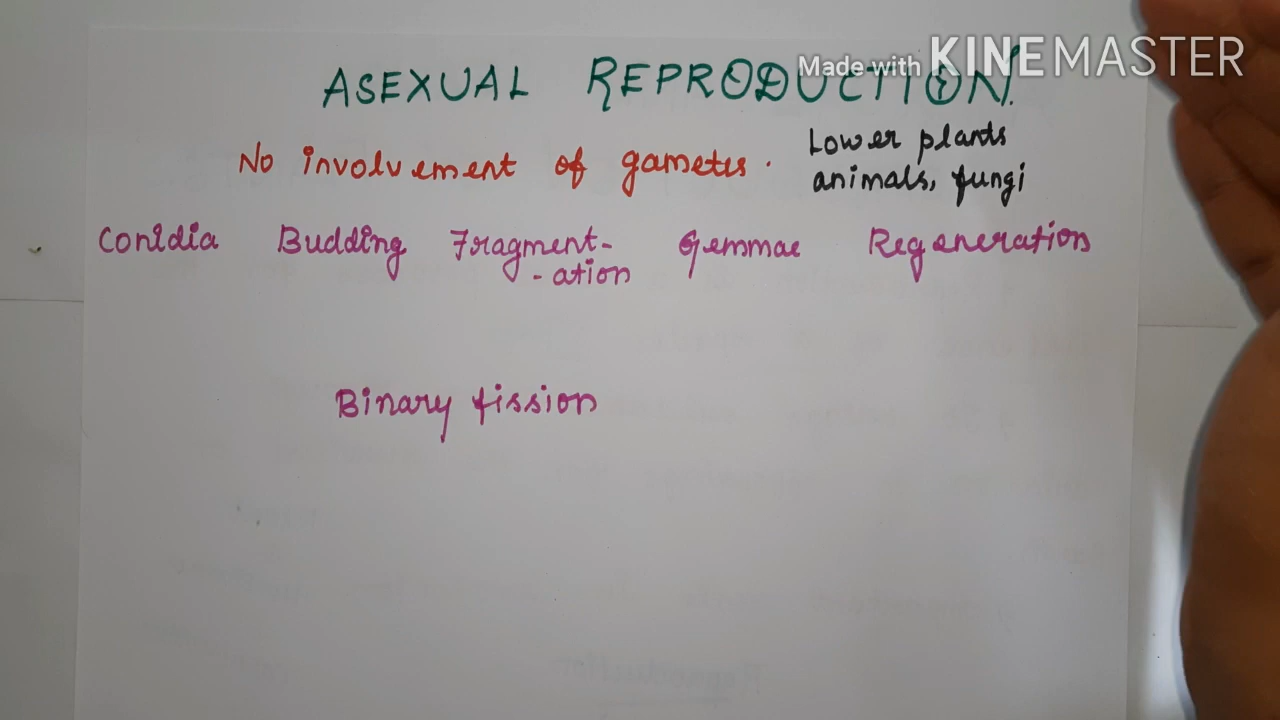 Made with KINEMASTER
ASEXUAL REPRODUCTION.
No involvement of gametes.
Lower plants
animals, fungi
Conidia Budding Fragment-
-ation
Gemmae Regeneration
Binary fission